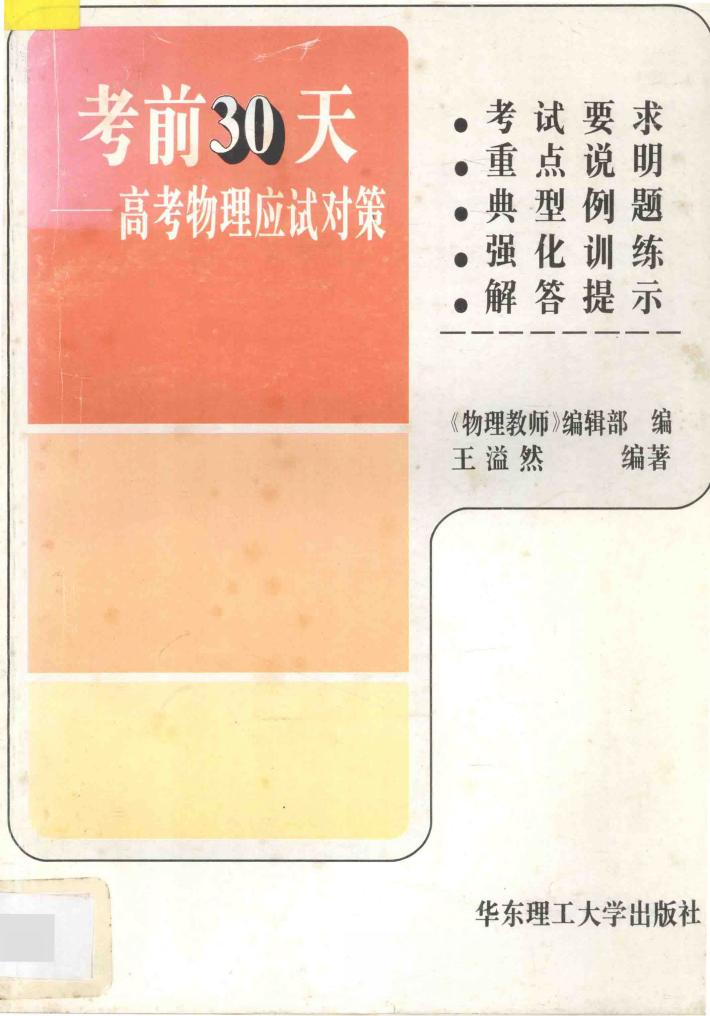 考前30天
——高考物理应试对策
• 考试要求
• 重点说明
• 典型例题
• 强化训练
• 解答提示
《物理教师》编辑部 编
王溢然 编著
华东理工大学出版社